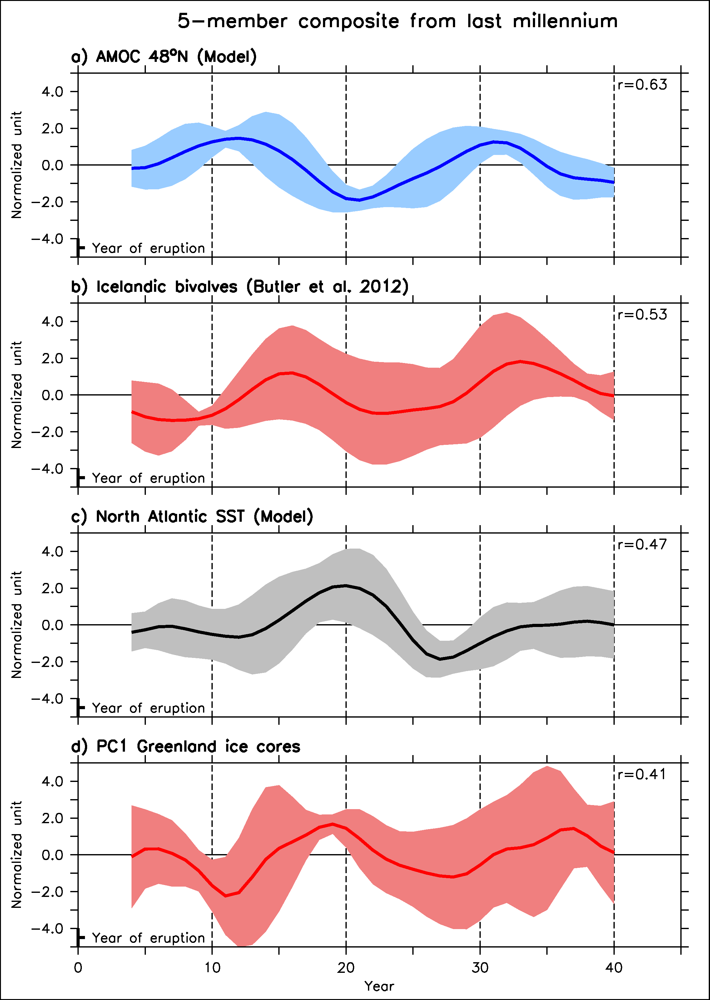 5-member composite from last millennium
a) AMOC 48°N (Model)
r=0.63
4.0
2.0
0.0
-2.0
-4.0
Normalized unit
Year of eruption
b) Icelandic bivalves (Butler et al. 2012)
r=0.53
4.0
2.0
0.0
-2.0
-4.0
Normalized unit
Year of eruption
c) North Atlantic SST (Model)
r=0.47
4.0
2.0
0.0
-2.0
-4.0
Normalized unit
Year of eruption
d) PC1 Greenland ice cores
r=0.41
4.0
2.0
0.0
-2.0
-4.0
Normalized unit
Year of eruption
0 10 20 30 40
Year